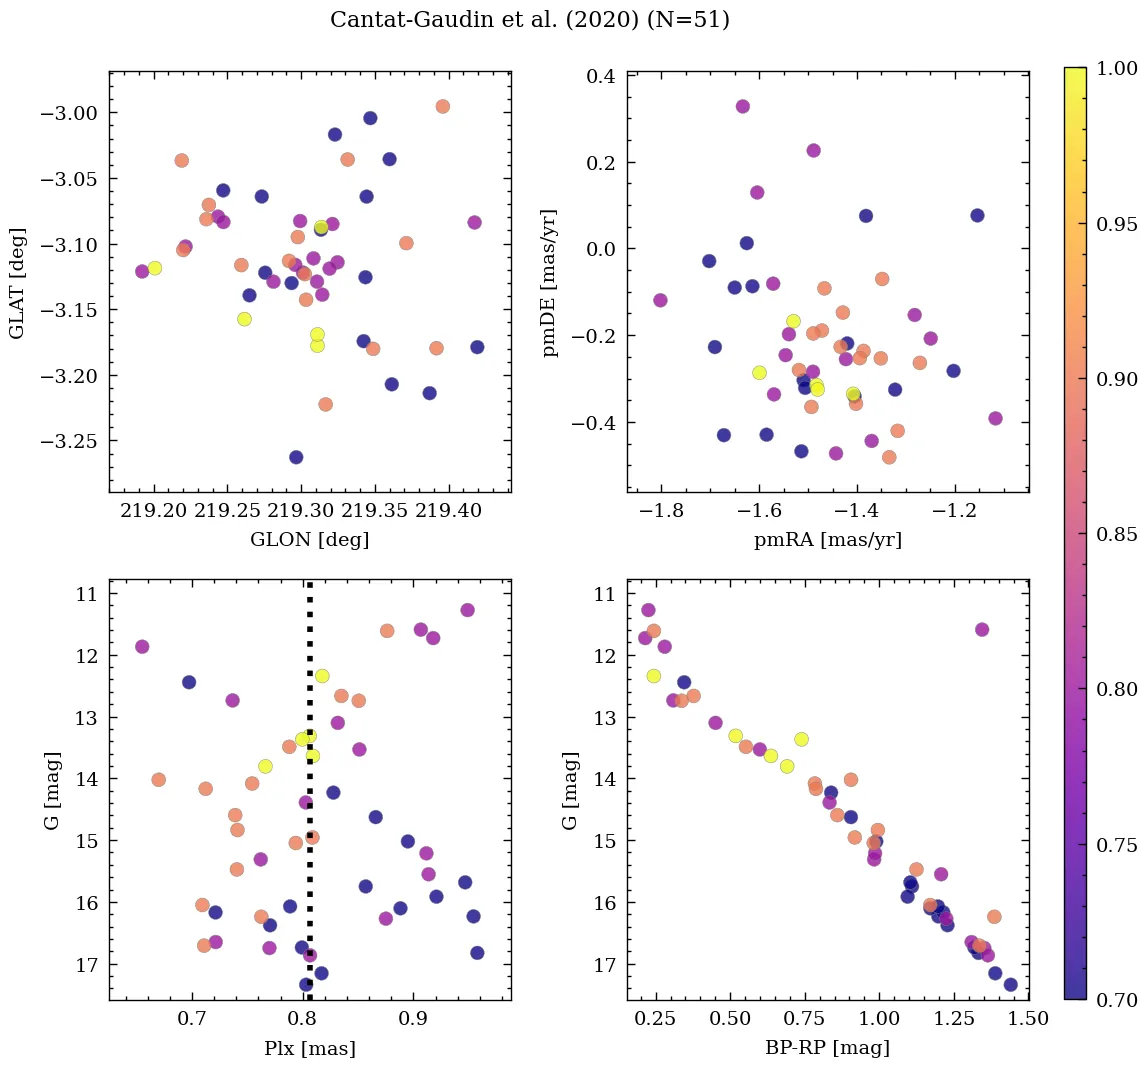 Cantat-Gaudin et al. (2020) (N=51)
−3.00
−3.05
−3.10
−3.15
−3.20
−3.25
GLAT [deg]
219.20 219.25 219.30 219.35 219.40
GLON [deg]
0.4
0.2
0.0
−0.2
−0.4
pmDE [mas/yr]
−1.8 −1.6 −1.4 −1.2
pmRA [mas/yr]
11
12
13
14
15
16
17
G [mag]
0.7 0.8 0.9
Plx [mas]
11
12
13
14
15
16
17
G [mag]
0.25 0.50 0.75 1.00 1.25 1.50
BP-RP [mag]
1.00
0.95
0.90
0.85
0.80
0.75
0.70